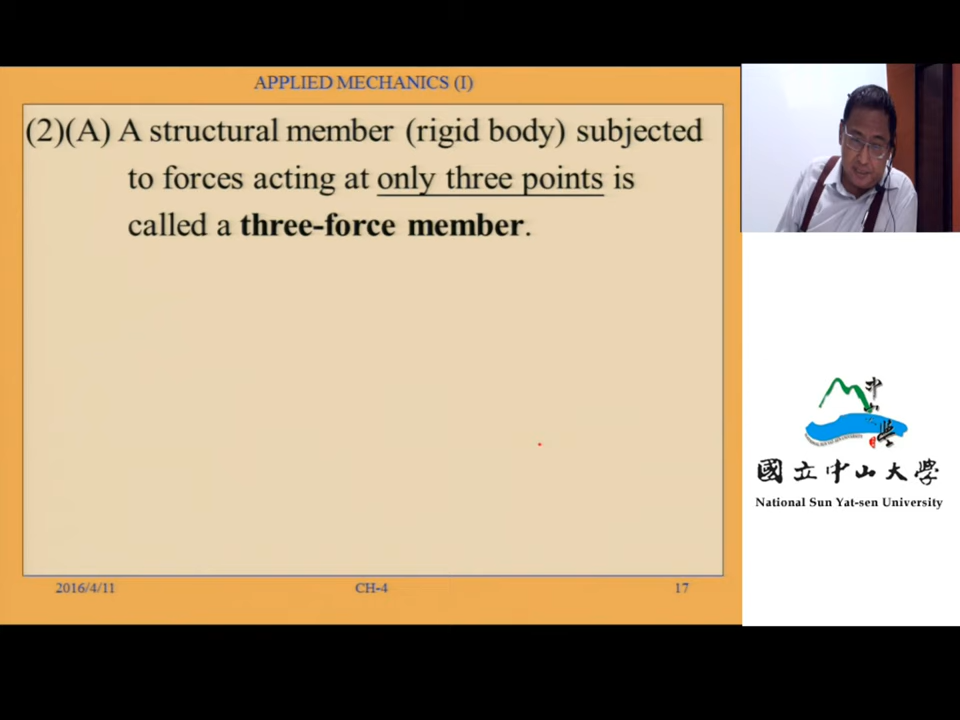 APPLIED MECHANICS (I)
(2)(A) A structural member (rigid body) subjected
to forces acting at only three points is
called a three-force member.
2016/4/11
CH-4
17
國立中山大學
National Sun Yat-sen University